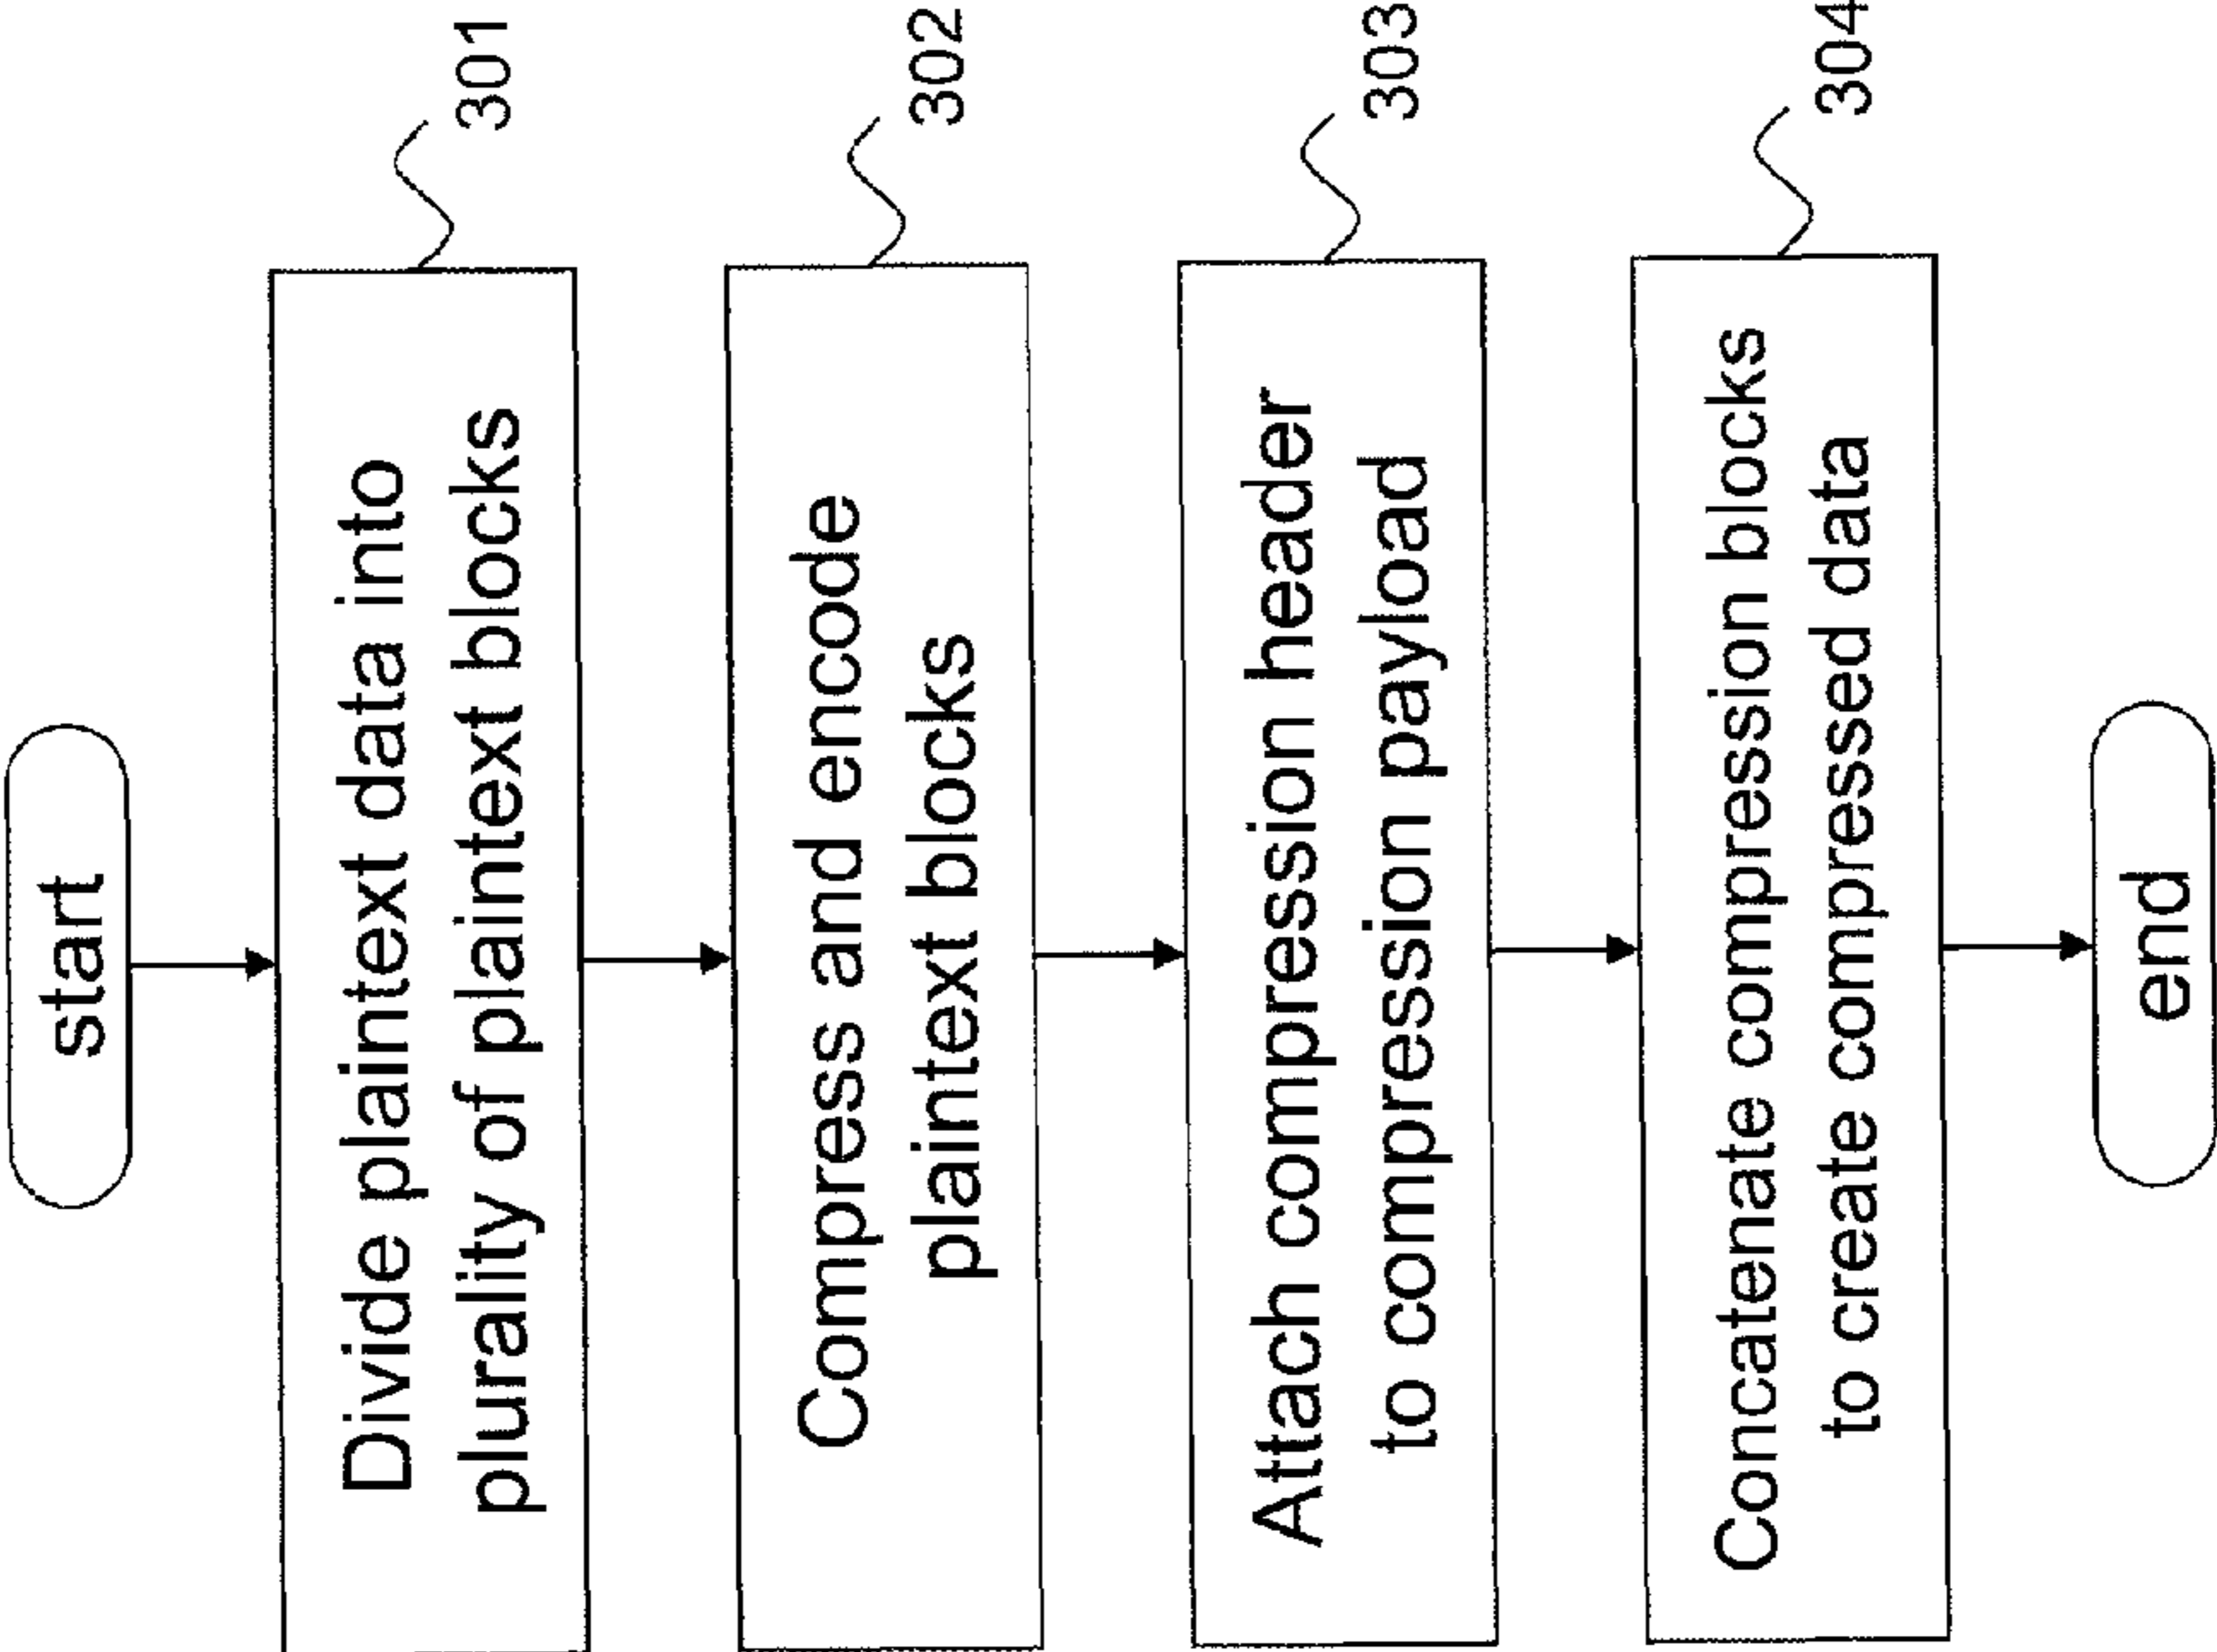 start
Divide plaintext data into
plurality of plaintext blocks
301
Compress and encode
plaintext blocks
302
Attach compression header
to compression payload
303
Concatenate compression blocks
to create compressed data
304
end